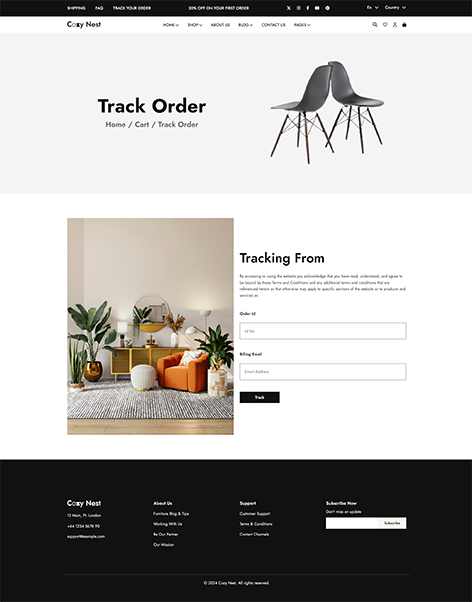 SHIPPING FAQ TRACK YOUR ORDER 20% OFF ON YOUR FIRST ORDER En Country
Cozy Nest HOME SHOP ABOUT US BLOG CONTACT US PAGES
Track Order
Home / Cart / Track Order
Tracking From
By accessing or using the website you acknowledge that you have read, understood, and agree to
be bound by these Terms and Conditions and any additional terms and conditions that are
referenced herein or that otherwise may apply to specific sections of the website or to products and
services as
Order Id
Id No
Billing Email
Email Address
Track
Cozy Nest About Us Support Subscribe Now
13 Main, Pt. London Furniture Blog & Tips Customer Support Don't miss an update
+44 1234 5678 90 Working With Us Terms & Conditions Subscribe
support@example.com Be Our Partner Contact Channels
Our Mission
© 2024 Cozy Nest. All rights reserved.